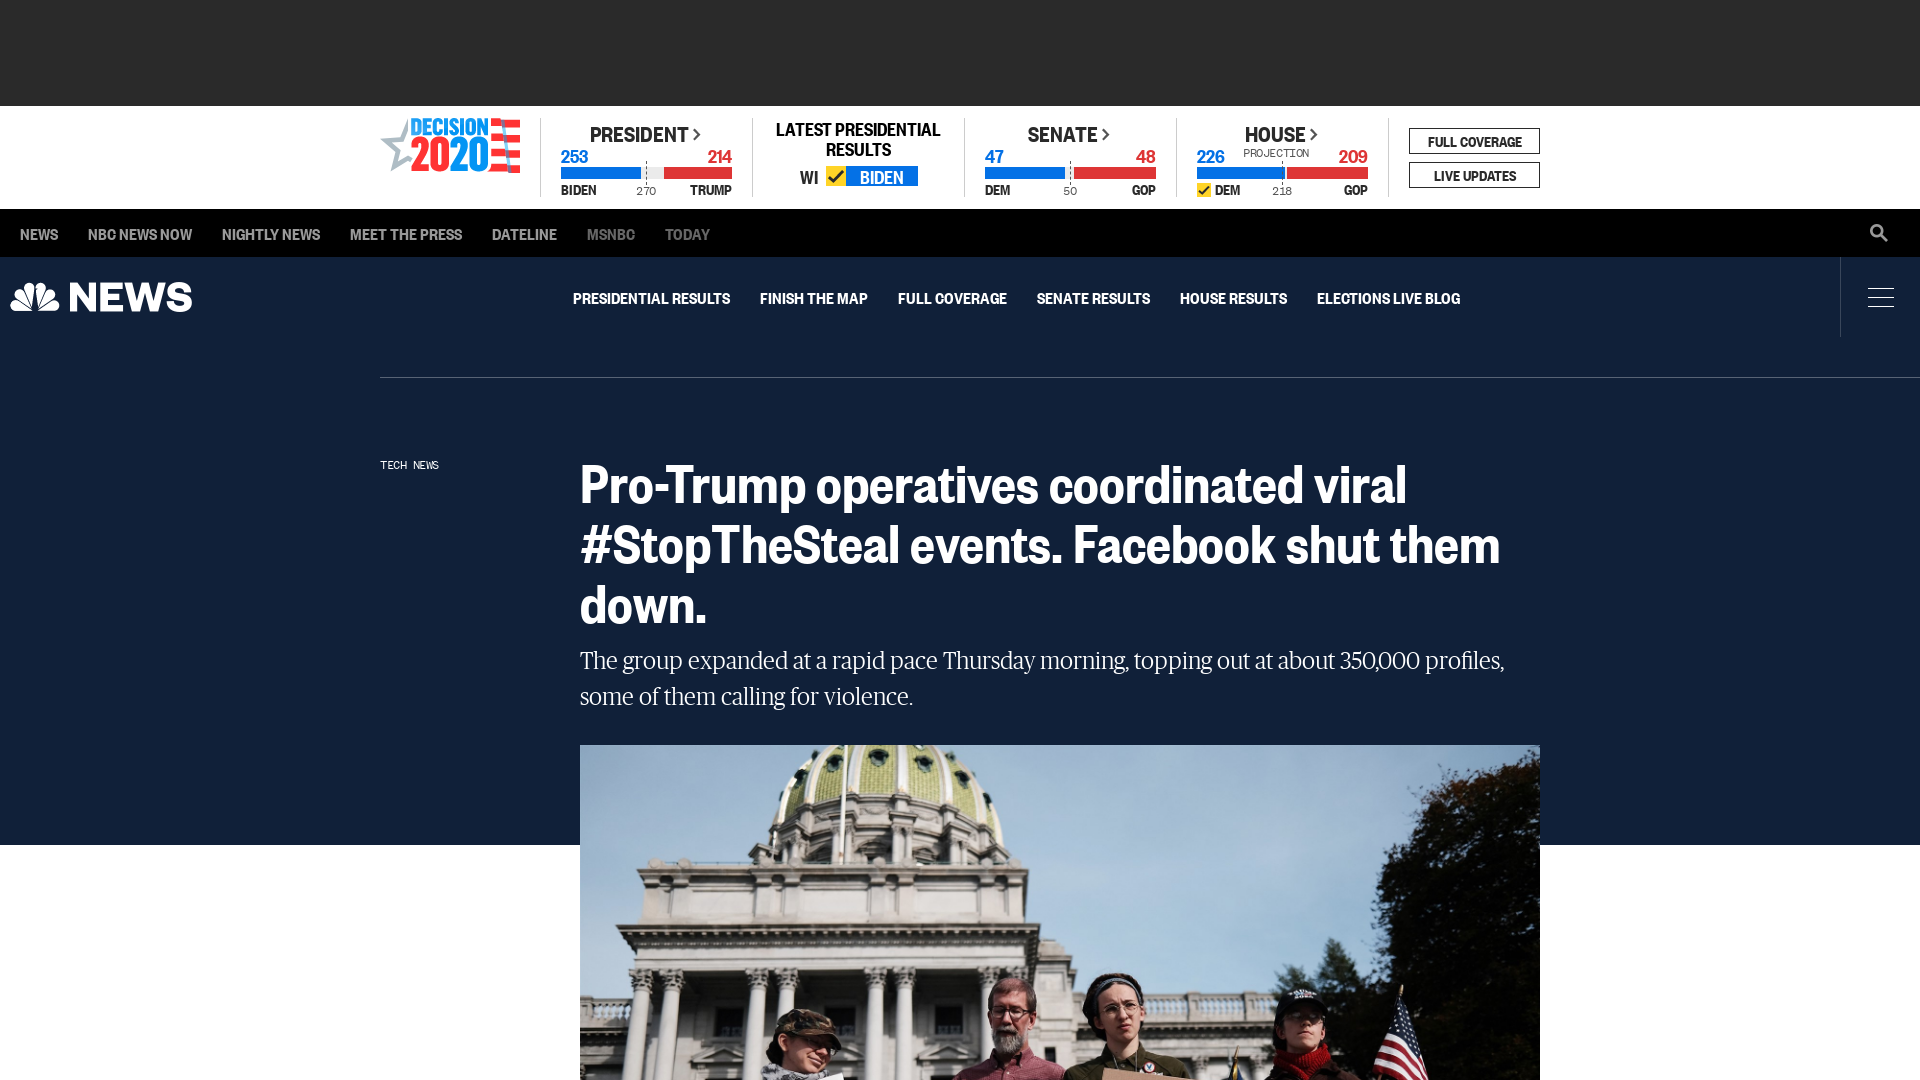 DECISION
2020
PRESIDENT
253 214
BIDEN 270 TRUMP
LATEST PRESIDENTIAL
RESULTS
WI BIDEN
SENATE
47 48
DEM 50 GOP
HOUSE
226 PROJECTION 209
DEM 218 GOP
FULL COVERAGE
LIVE UPDATES
NEWS NBC NEWS NOW NIGHTLY NEWS MEET THE PRESS DATELINE MSNBC TODAY
NEWS
PRESIDENTIAL RESULTS FINISH THE MAP FULL COVERAGE SENATE RESULTS HOUSE RESULTS ELECTIONS LIVE BLOG
TECH NEWS
Pro-Trump operatives coordinated viral
#StopTheSteal events. Facebook shut them
down.
The group expanded at a rapid pace Thursday morning, topping out at about 350,000 profiles,
some of them calling for violence.